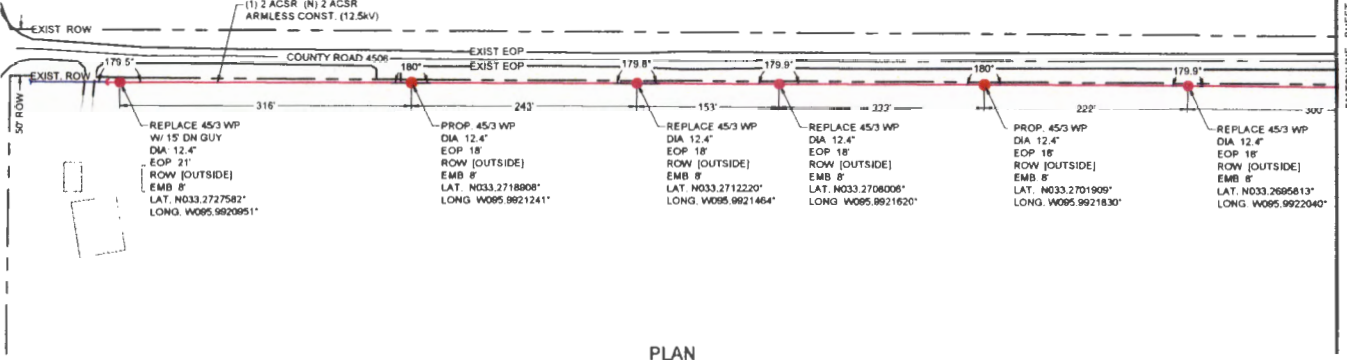 (1) 2 ACSR (N) 2 ACSR
ARMLESS CONST. (12.5kV)
EXIST ROW
EXIST EOP
COUNTY ROAD 4506
EXIST EOP
EXIST. ROW
179.5°
180°
179.8°
179.9°
180°
179.9°
50' ROW
316'
243'
153'
222'
300'
REPLACE 45/3 WP
W/ 15' DN GUY
DIA 12.4"
EOP 21'
ROW [OUTSIDE]
EMB 8'
LAT. N033.2727582°
LONG. W095.9920951°
PROP. 45/3 WP
DIA 12.4"
EOP 18'
ROW [OUTSIDE]
EMB 8'
LAT. N033.2718908°
LONG W095.9921241°
REPLACE 45/3 WP
DIA 12.4"
EOP 18'
ROW [OUTSIDE]
EMB 8'
LAT. N033.2712220°
LONG. W095.9921464°
REPLACE 45/3 WP
DIA 12.4"
EOP 18'
ROW [OUTSIDE]
EMB 8'
LAT. N033.2708006°
LONG. W095.9921620°
PROP. 45/3 WP
DIA 12.4"
EOP 18'
ROW [OUTSIDE]
EMB 8'
LAT. N033.2701909°
LONG. W095.9921830°
REPLACE 45/3 WP
DIA 12.4"
EOP 18'
ROW [OUTSIDE]
EMB 8'
LAT. N033.2695813°
LONG. W095.9922040°
PLAN